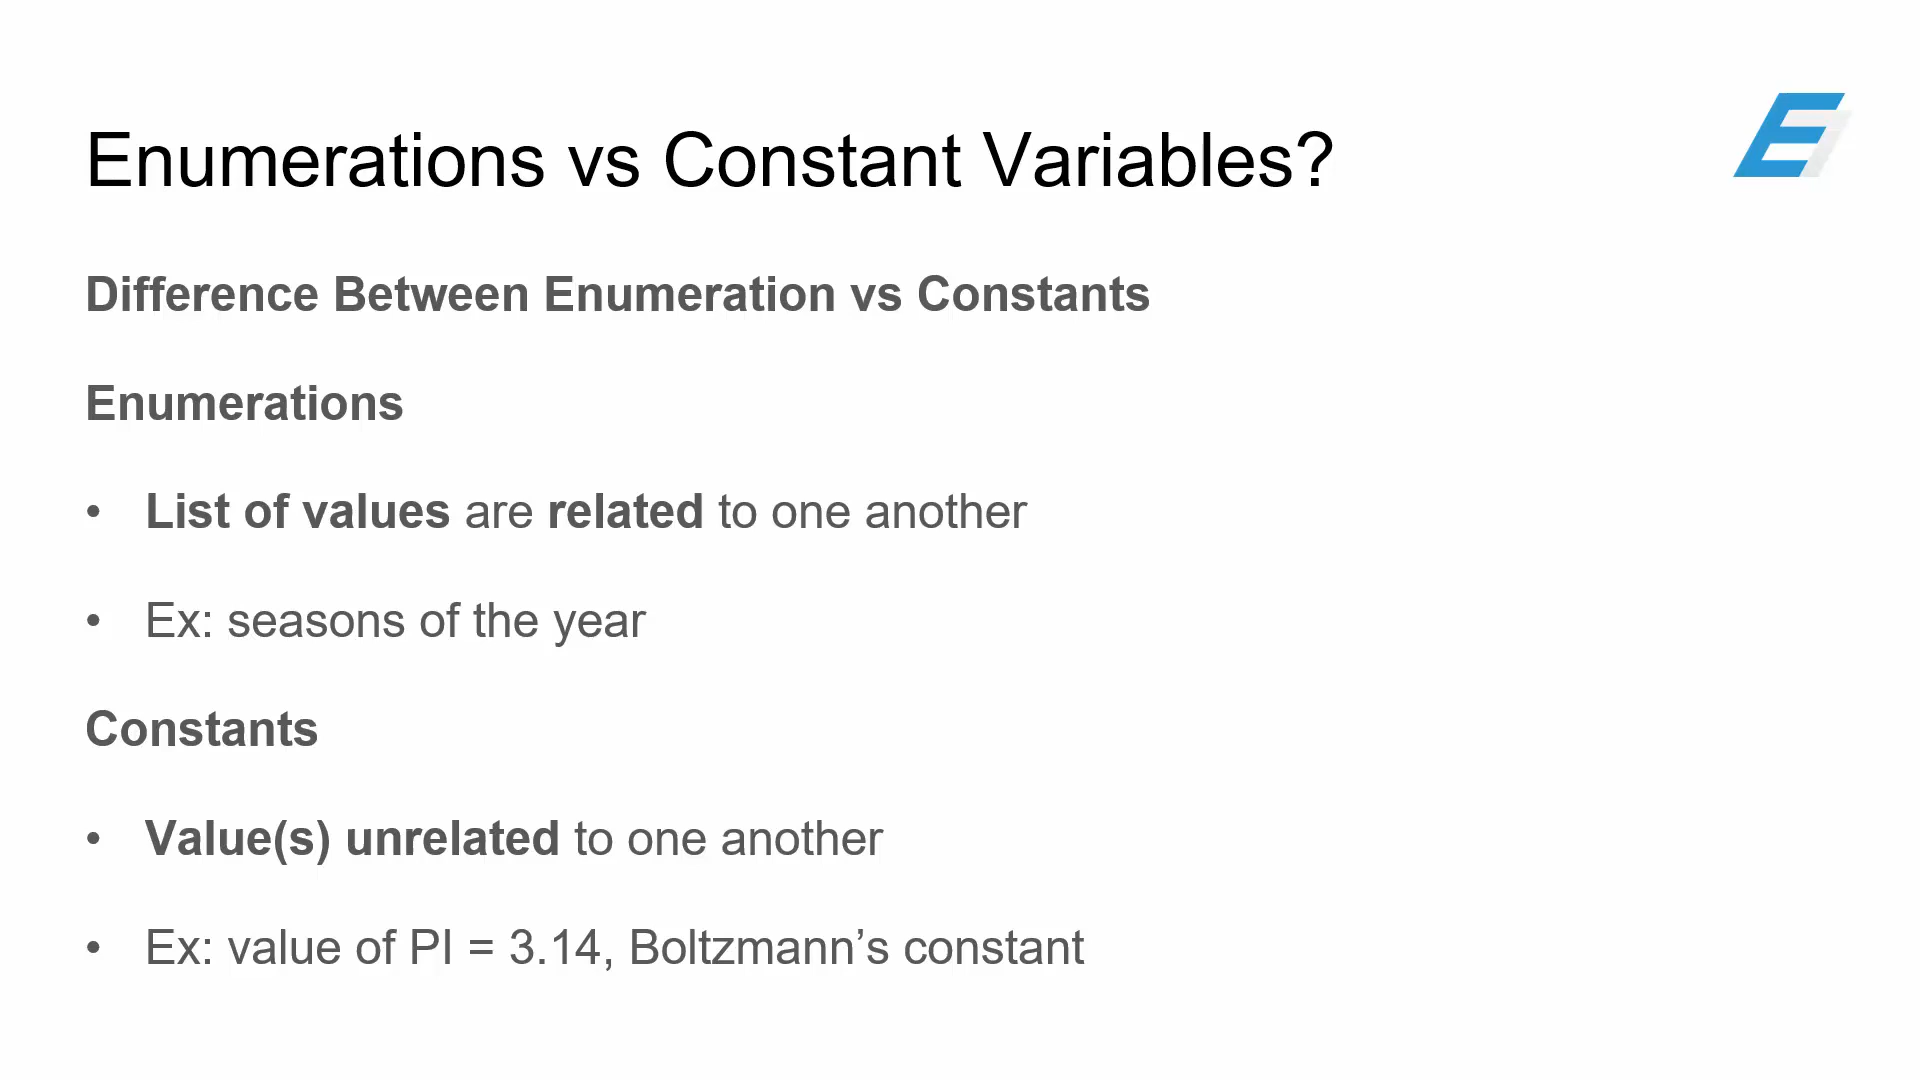 Enumerations vs Constant Variables?
Difference Between Enumeration vs Constants
Enumerations
• List of values are related to one another
• Ex: seasons of the year
Constants
• Value(s) unrelated to one another
• Ex: value of PI = 3.14, Boltzmann’s constant